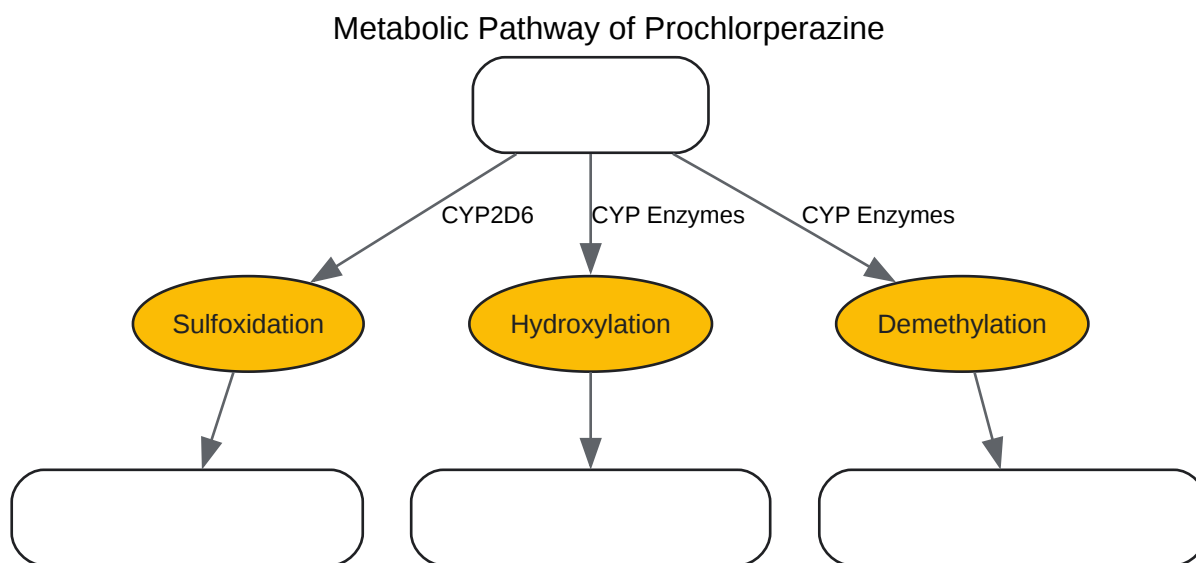 Metabolic Pathway of Prochlorperazine
CYP2D6
CYP Enzymes
CYP Enzymes
Sulfoxidation
Hydroxylation
Demethylation